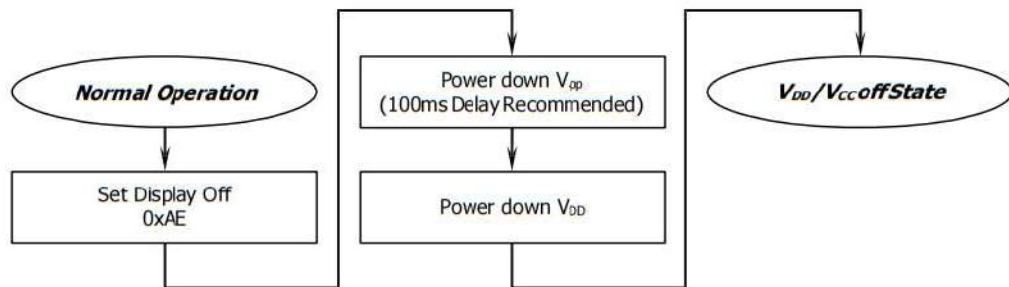 Normal Operation
Set Display Off
0xAE
Power down Vpp
(100ms Delay Recommended)
Power down VDD
VDD/VCC off State